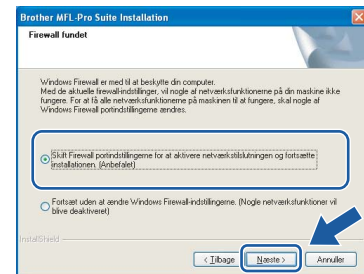 Brother MFL-Pro Suite Installation
Firewall fundet
Windows Firewall er med til at beskytte din computer.
Med de aktuelle firewall-indstillinger, vil nogle af netværksfunktionerne på din maskine ikke
fungere. For at få alle netværksfunktionerne på maskinen til at fungere, skal nogle af
Windows Firewall portindstillingerne ændres.
Skift Firewall portindstillingerne for at aktivere netværkstilslutningen og fortsætte
installationen. (Anbefalet)
Fortsæt uden at ændre Windows Firewall-indstillingerne. (Nogle netværksfunktioner vil
blive deaktiveret)
InstallShield
< Tilbage
Næste >
Annuller